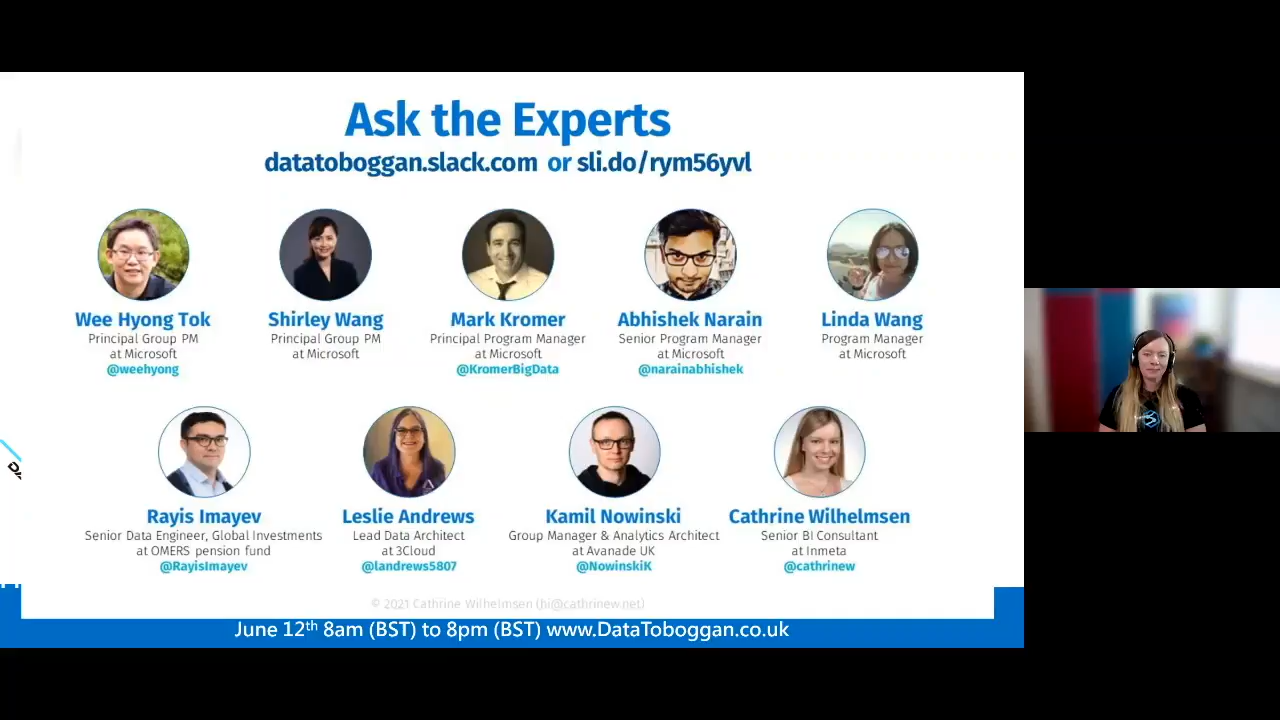 Ask the Experts
datatoboggan.slack.com or sli.do/rym56yvl
Wee Hyong Tok
Principal Group PM
at Microsoft
@weehyong
Shirley Wang
Principal Group PM
at Microsoft
Mark Kromer
Principal Program Manager
at Microsoft
@KromerBigData
Abhishek Narain
Senior Program Manager
at Microsoft
@narainabhishek
Linda Wang
Program Manager
at Microsoft
Rayis Imayev
Senior Data Engineer, Global Investments
at OMERS pension fund
@RayisImayev
Leslie Andrews
Lead Data Architect
at 3Cloud
@landrews5807
Kamil Nowinski
Group Manager & Analytics Architect
at Avanade UK
@NowinskiK
Cathrine Wilhelmsen
Senior BI Consultant
at Inmeta
@cathrinew
© 2021 Cathrine Wilhelmsen (hi@cathrinew.net)
June 12th 8am (BST) to 8pm (BST) www.DataToboggan.co.uk